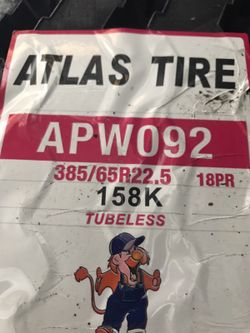 ATLAS TIRE
APW092
385/65R22.5 18PR
158K
TUBELESS